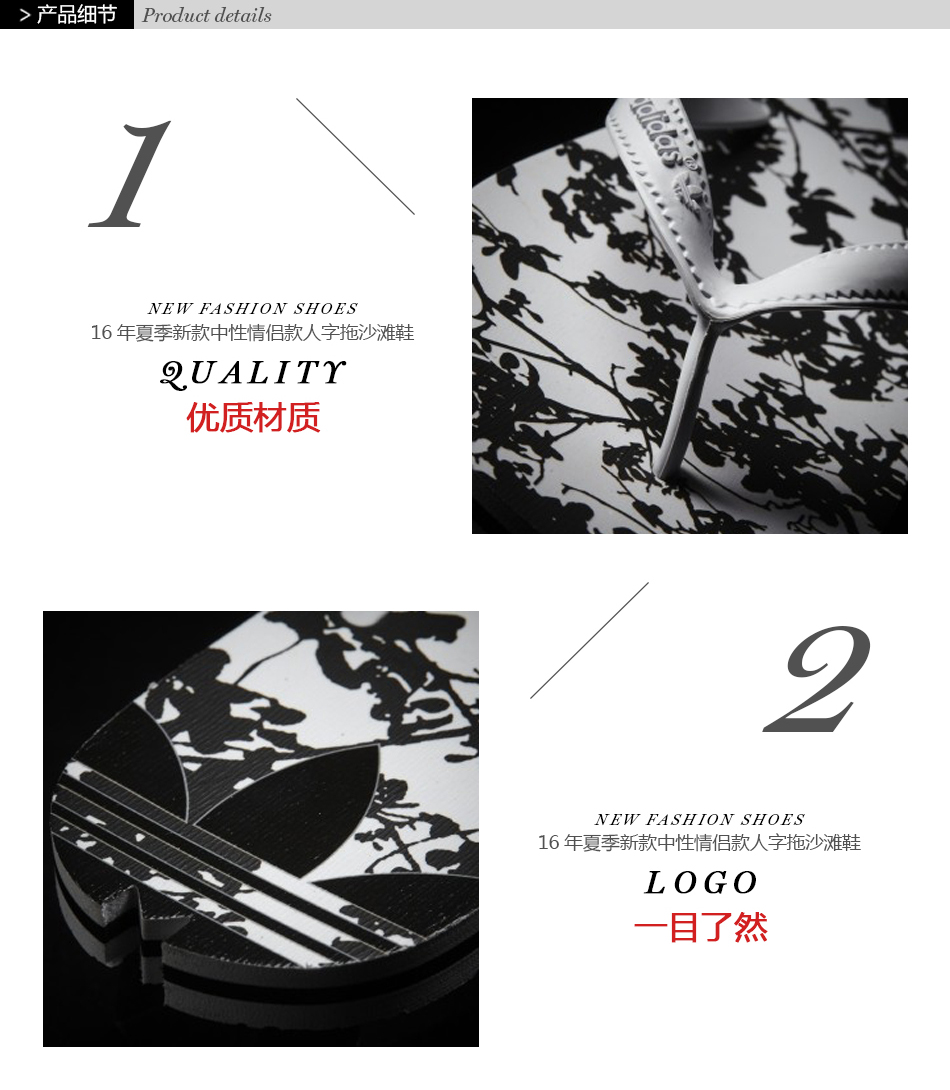 > 产品细节 Product details
1
adidas®
NEW FASHION SHOES
16 年夏季新款中性情侣款人字拖沙滩鞋
QUALITY
优质材质
2
NEW FASHION SHOES
16 年夏季新款中性情侣款人字拖沙滩鞋
LOGO
一目了然